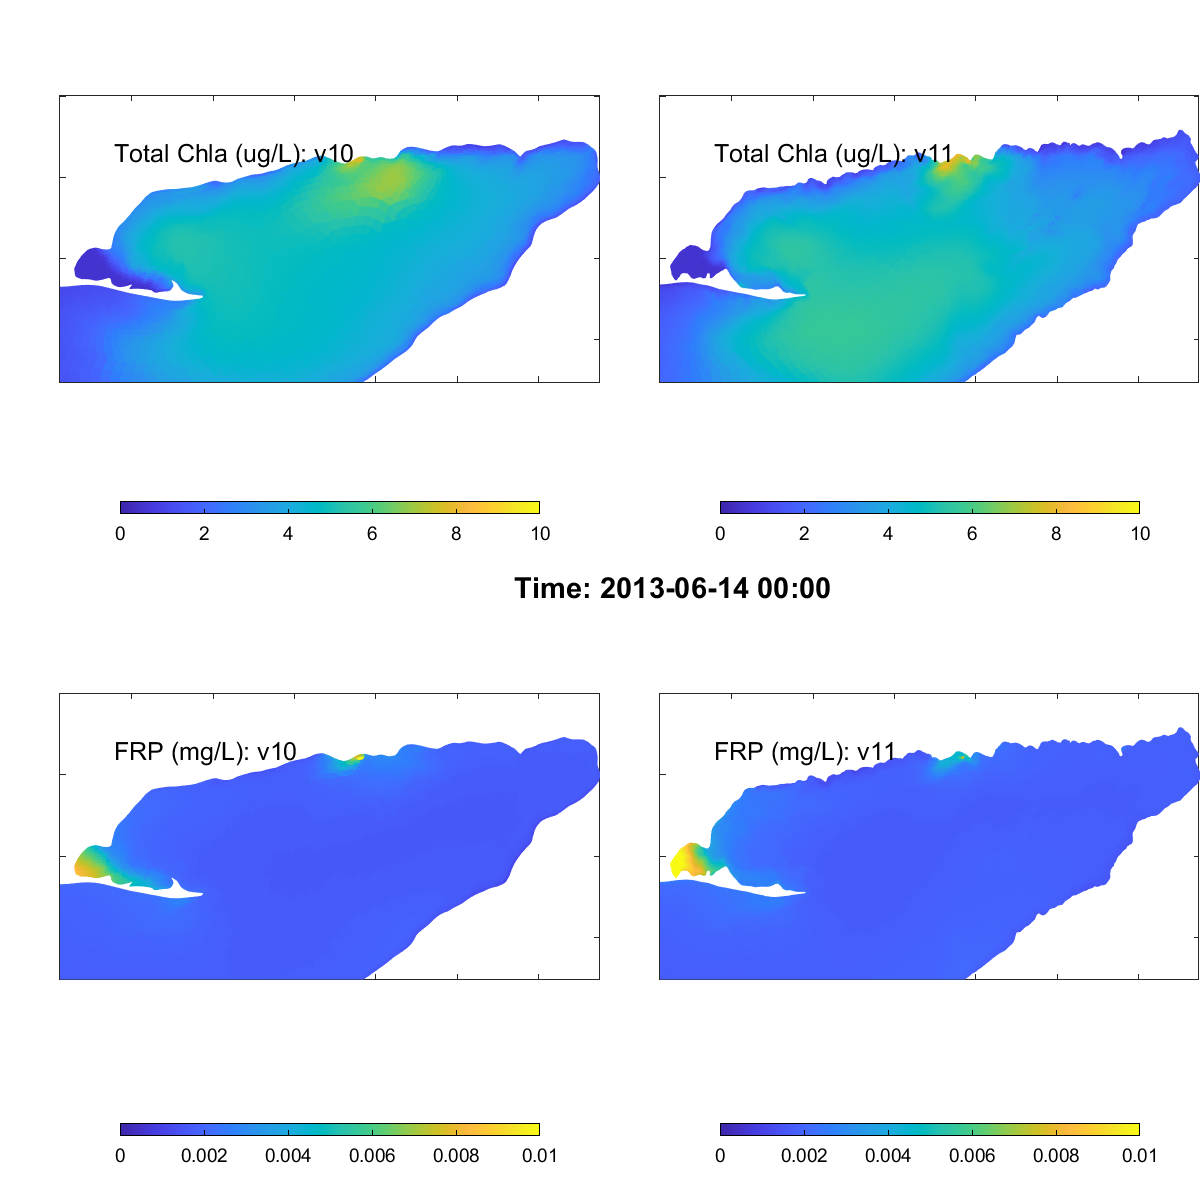 Total Chla (ug/L): v10
Total Chla (ug/L): v11
0 2 4 6 8 10
0 2 4 6 8 10
Time: 2013-06-14 00:00
FRP (mg/L): v10
FRP (mg/L): v11
0 0.002 0.004 0.006 0.008 0.01
0 0.002 0.004 0.006 0.008 0.01